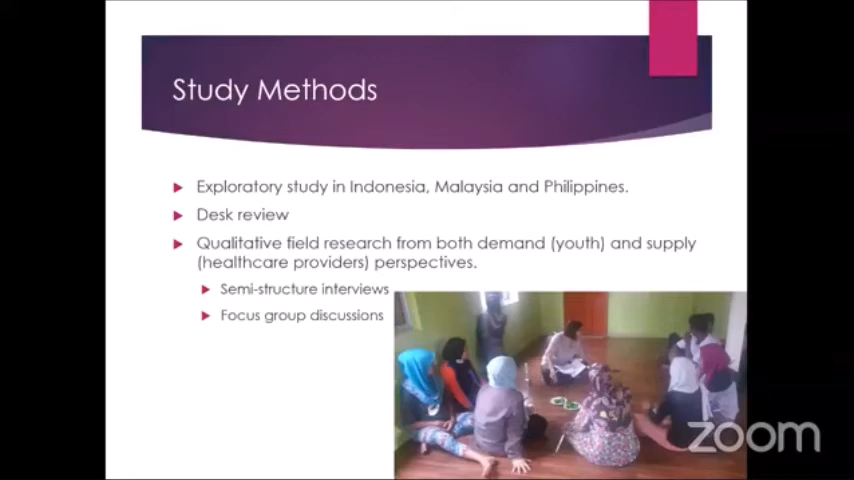 Study Methods
Exploratory study in Indonesia, Malaysia and Philippines.
Desk review
Qualitative field research from both demand (youth) and supply
(healthcare providers) perspectives.
Semi-structure interviews
Focus group discussions
zoom